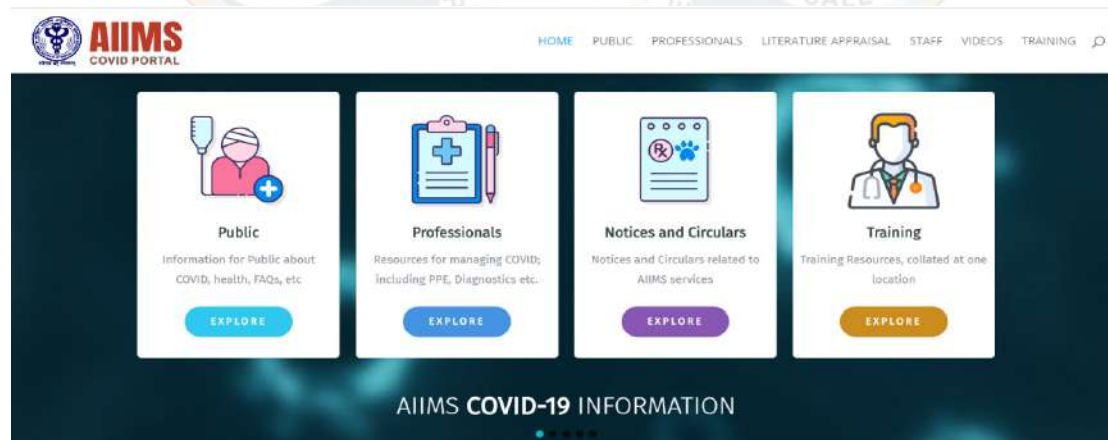 SALE
AIIMS
COVID PORTAL
HOME PUBLIC PROFESSIONALS LITERATURE APPRAISAL STAFF VIDEOS TRAINING
Public
Information for Public about
COVID, health, FAQs, etc
EXPLORE
Professionals
Resources for managing COVID;
including PPE, Diagnostics etc.
EXPLORE
Rx
Notices and Circulars
Notices and Circulars related to
AIIMS services
EXPLORE
Training
Training Resources, collated at one
location
EXPLORE
AIIMS COVID-19 INFORMATION